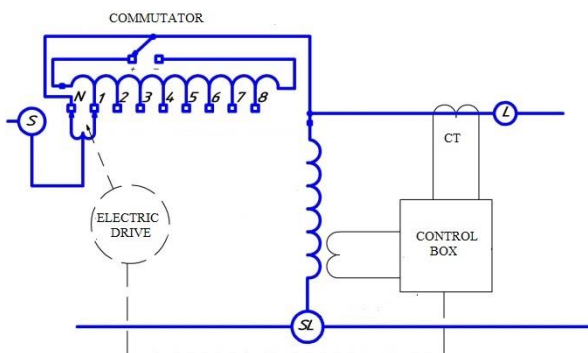 COMMUTATOR
+ -
N 1 2 3 4 5 6 7 8
S
L
CT
ELECTRIC
DRIVE
CONTROL
BOX
SL